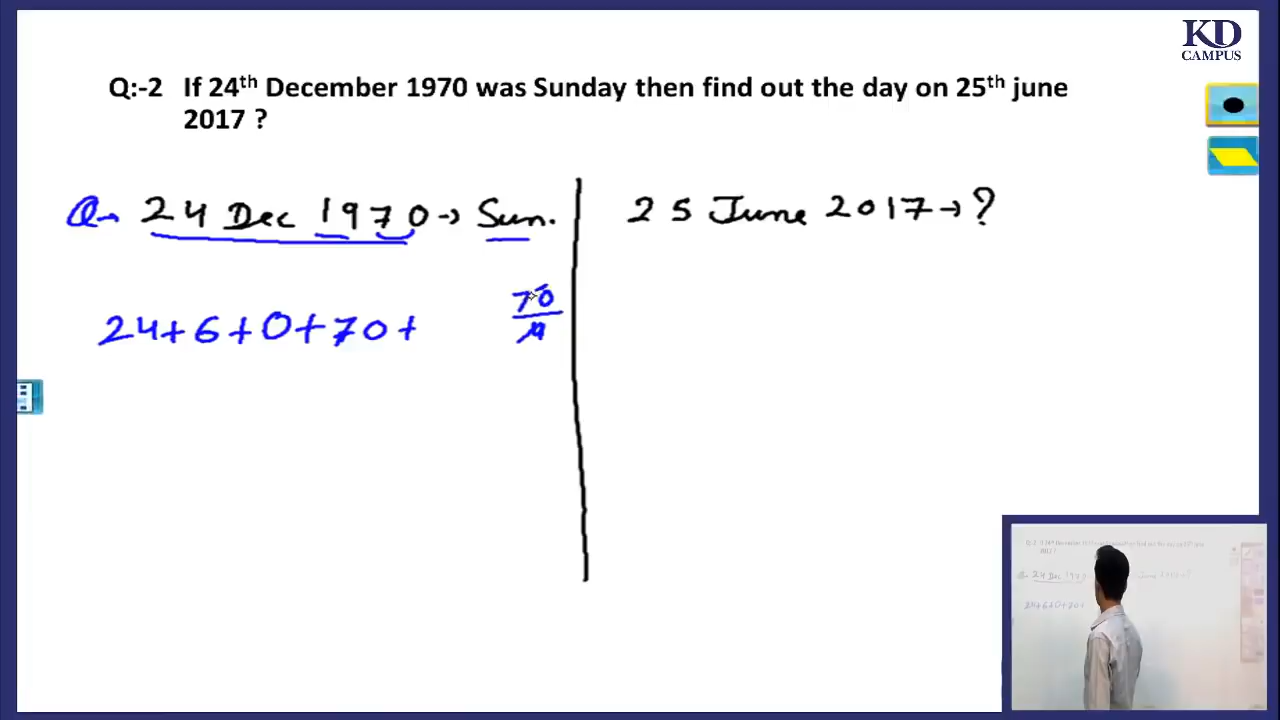 KD
CAMPUS
Q:-2 If 24th December 1970 was Sunday then find out the day on 25th june
2017 ?
Q→ 24 Dec 1970→ Sun.
25 June 2017→?
24+6+0+70+
70
4